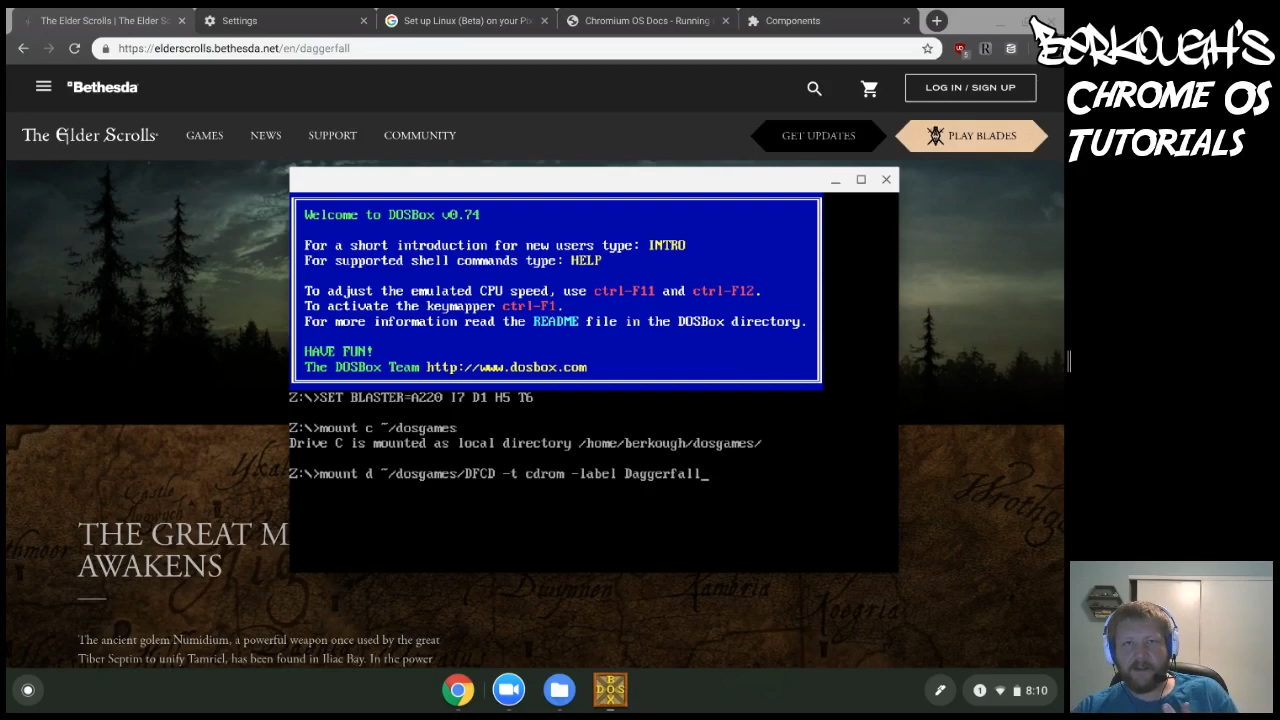 The Elder Scrolls | The Elder Sc
Settings
Set up Linux (Beta) on your Pix
Chromium OS Docs - Running
Components
https://elderscrolls.bethesda.net/en/daggerfall
BERKOUGH'S
CHROME OS
TUTORIALS
Bethesda
LOG IN / SIGN UP
The Elder Scrolls
GAMES
NEWS
SUPPORT
COMMUNITY
GET UPDATES
PLAY BLADES
Welcome to DOSBox v0.74
For a short introduction for new users type: INTRO
For supported shell commands type: HELP
To adjust the emulated CPU speed, use ctrl-F11 and ctrl-F12.
To activate the keymapper ctrl-F1.
For more information read the README file in the DOSBox directory.
HAVE FUN!
The DOSBox Team http://www.dosbox.com
Z:\>SET BLASTER=A220 I7 D1 H5 T6
Z:\>mount c ~/dosgames
Drive C is mounted as local directory /home/berkough/dosgames/
Z:\>mount d ~/dosgames/DFCD -t cdrom -label Daggerfall_
THE GREAT M
AWAKENS
The ancient golem Numidium, a powerful weapon once used by the great
Tiber Septim to unify Tamriel, has been found in Iliac Bay. In the power
DOS
BOX
1
8:10